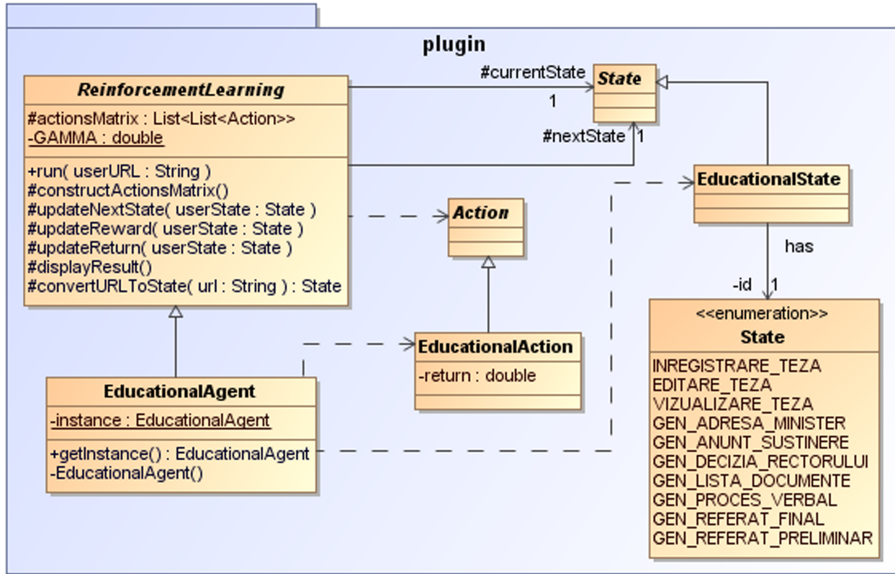 plugin
ReinforcementLearning
#actionsMatrix : List<List<Action>>
-GAMMA : double
+run( userURL : String )
#constructActionsMatrix()
#updateNextState( userState : State )
#updateReward( userState : State )
#updateReturn( userState : State )
#displayResult()
#convertURLToState( url : String ) : State
#currentState
1
State
#nextState
1
Action
EducationalState
has
-id
1
<<enumeration>>
State
INREGISTRARE_TEZA
EDITARE_TEZA
VIZUALIZARE_TEZA
GEN_ADRESA_MINISTER
GEN_ANUNT_SUSTINERE
GEN_DECIZIA_RECTORULUI
GEN_LISTA_DOCUMENTE
GEN_PROCES_VERBAL
GEN_REFERAT_FINAL
GEN_REFERAT_PRELIMINAR
EducationalAction
-return : double
EducationalAgent
-instance : EducationalAgent
+getInstance() : EducationalAgent
-EducationalAgent()